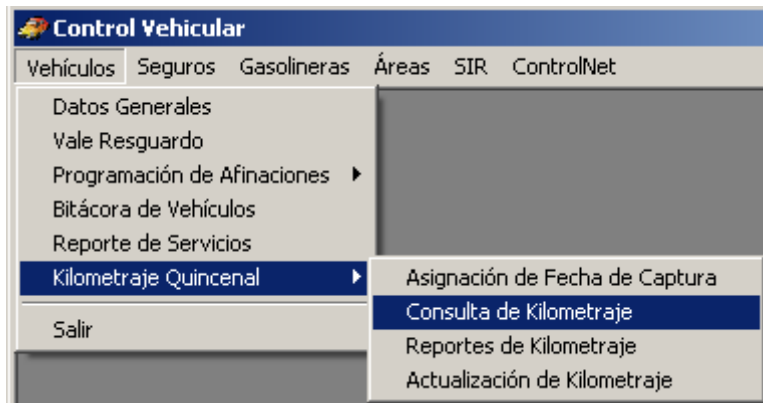 Control Vehicular
Vehículos Seguros Gasolineras Áreas SIR ControlNet
Datos Generales
Vale Resguardo
Programación de Afinaciones
Bitácora de Vehículos
Reporte de Servicios
Kilometraje Quincenal
Salir
Asignación de Fecha de Captura
Consulta de Kilometraje
Reportes de Kilometraje
Actualización de Kilometraje